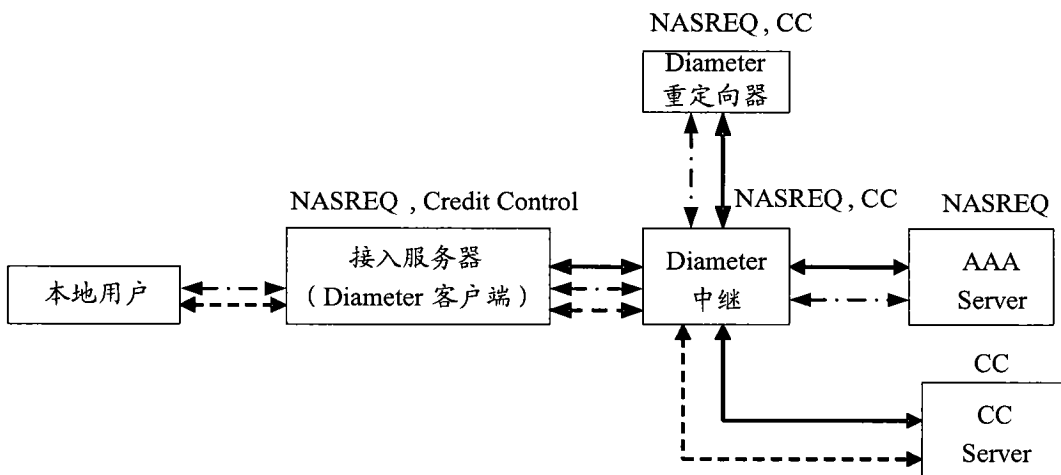 NASREQ , CC
Diameter
重定向器
NASREQ , Credit Control
NASREQ , CC
NASREQ
本地用户
接入服务器
（Diameter 客户端）
Diameter
中继
AAA
Server
CC
CC
Server